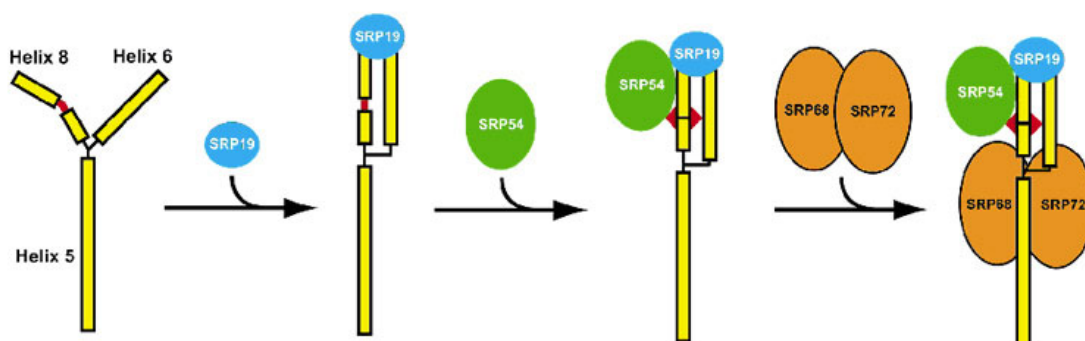 Helix 8
Helix 6
Helix 5
SRP19
SRP19
SRP54
SRP54
SRP19
SRP68
SRP72
SRP54
SRP19
SRP68
SRP72